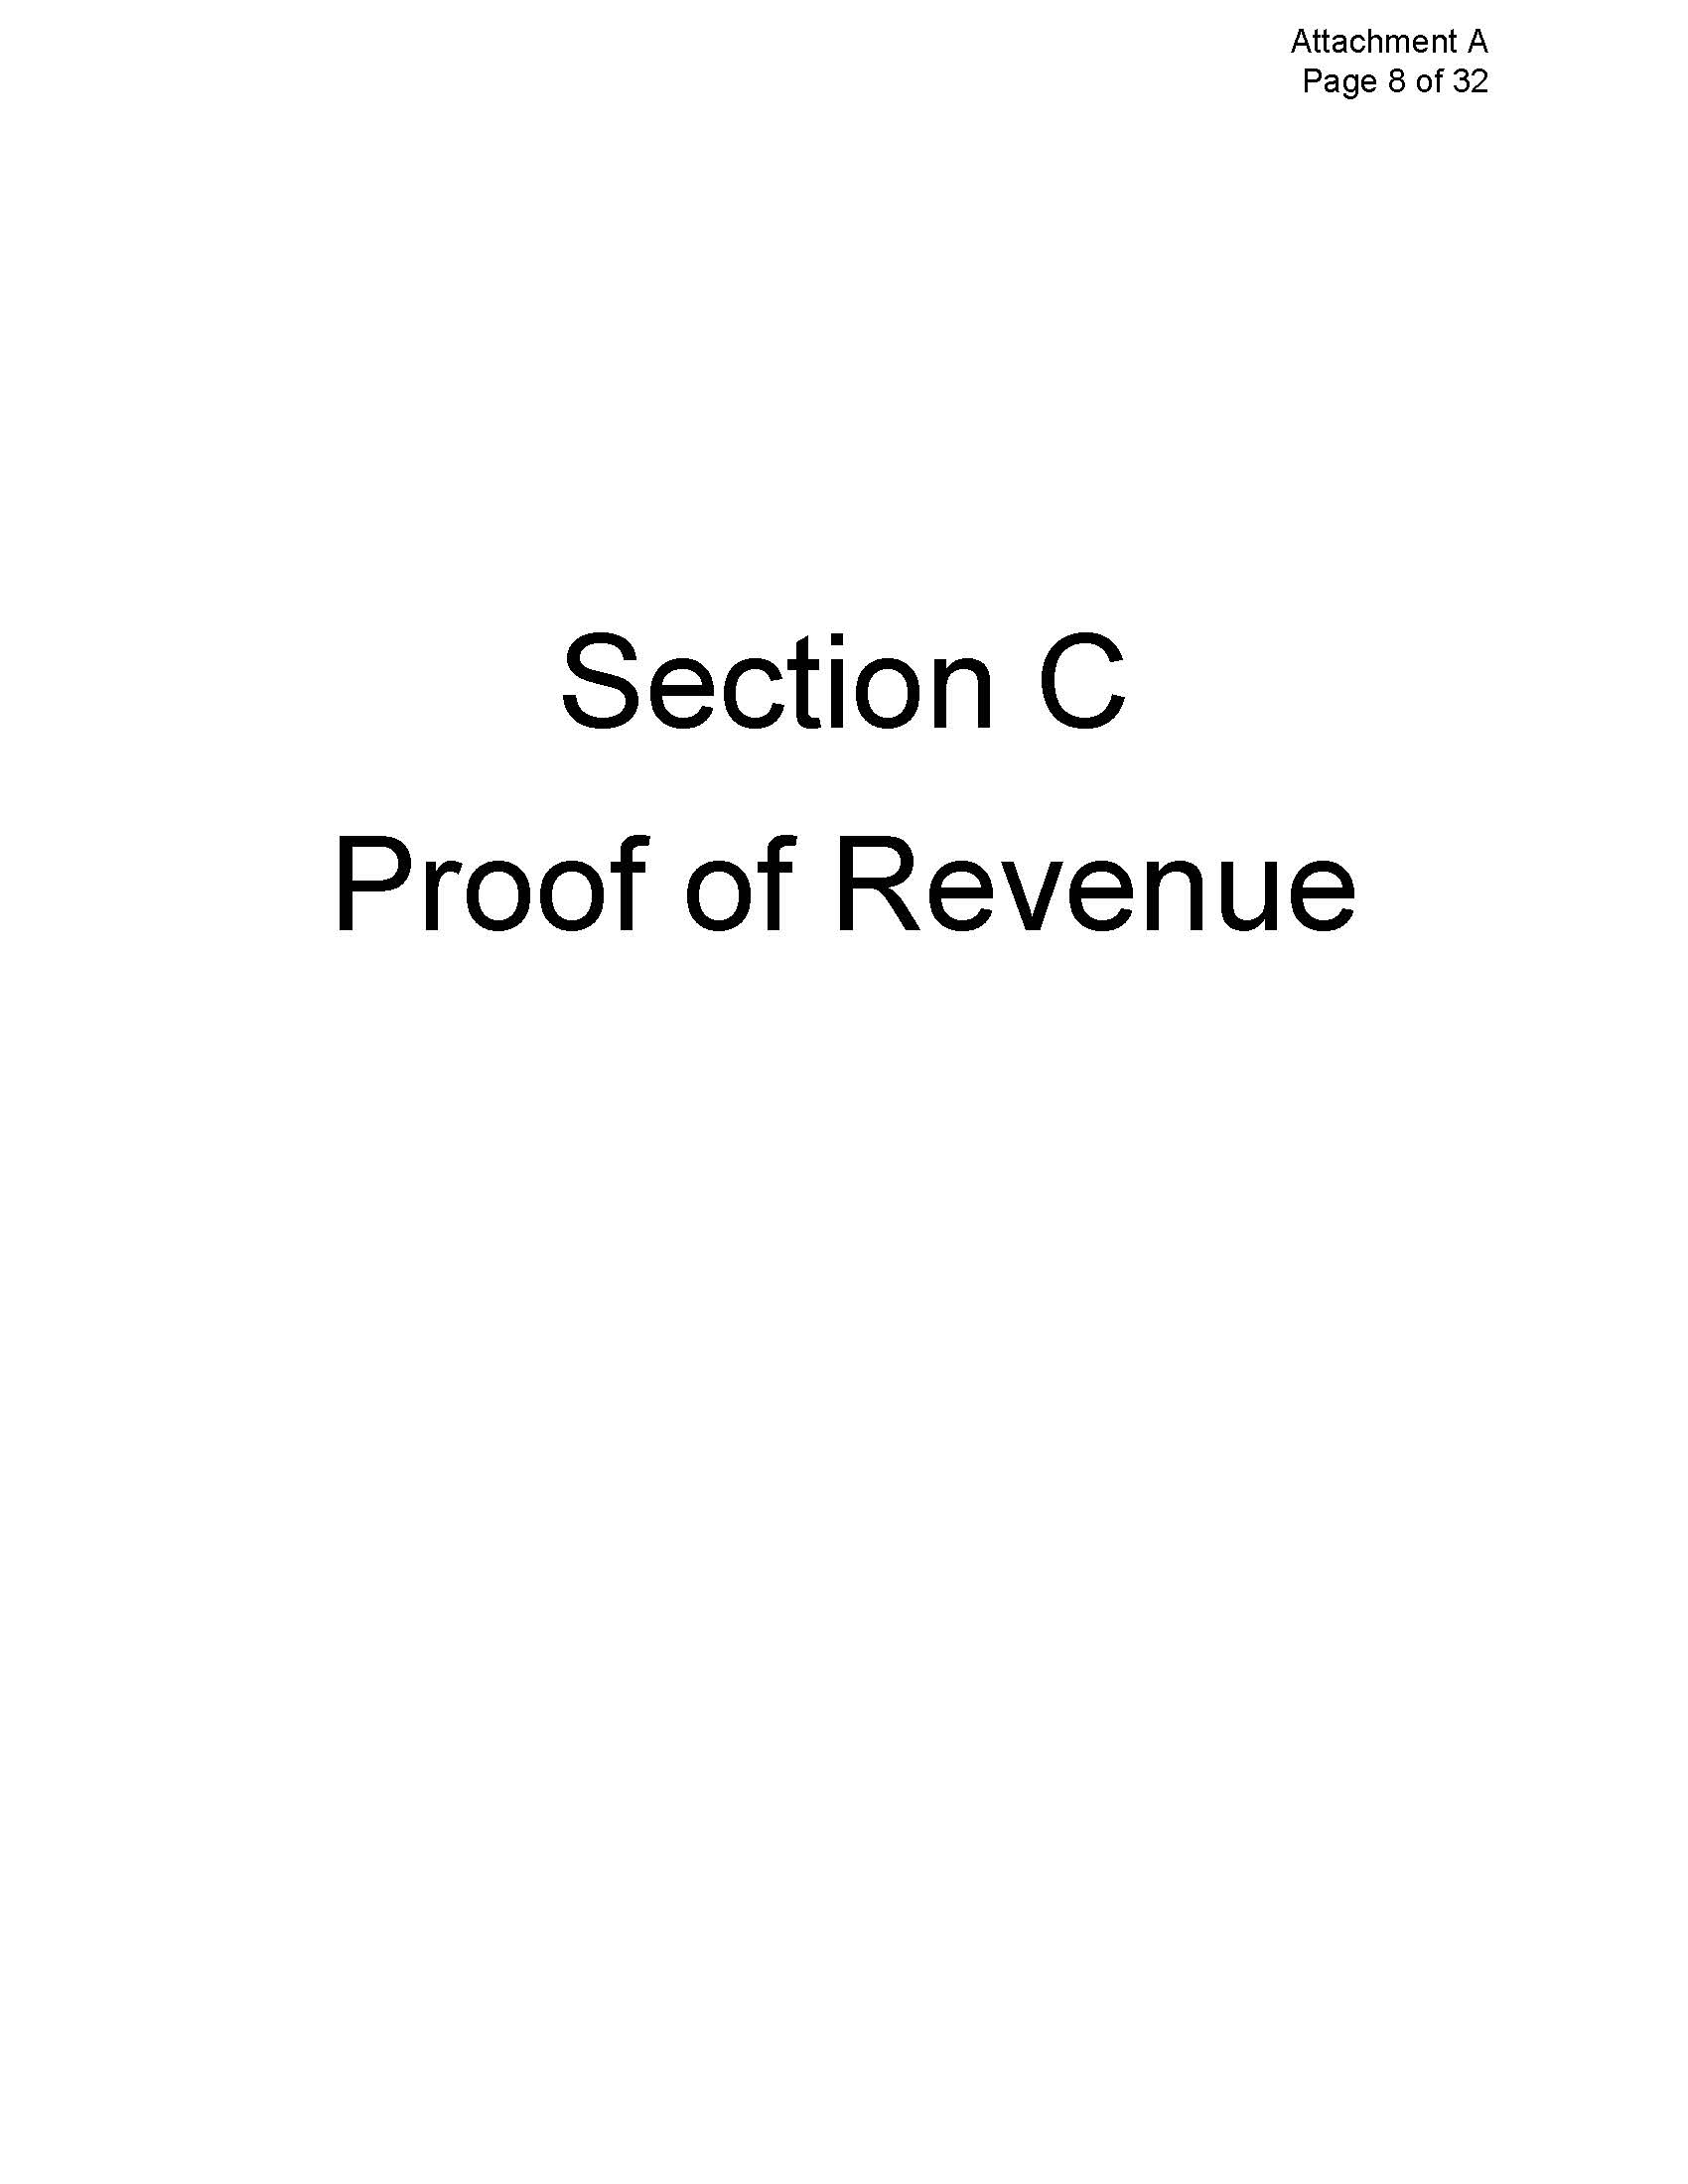 Attachment A
Page 8 of 32
Section C
Proof of Revenue